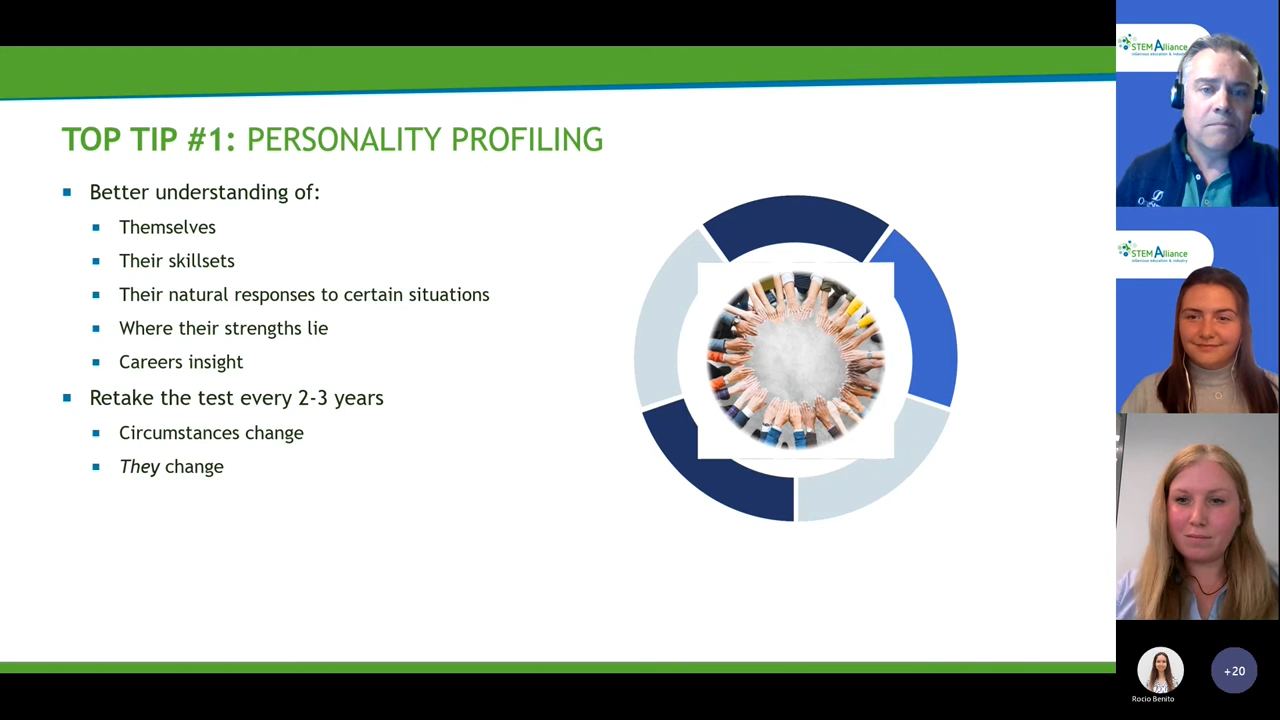 TOP TIP #1: PERSONALITY PROFILING
Better understanding of:
Themselves
Their skillsets
Their natural responses to certain situations
Where their strengths lie
Careers insight
Retake the test every 2-3 years
Circumstances change
They change
STEM Alliance
STEM Alliance
Rocio Benito
+20